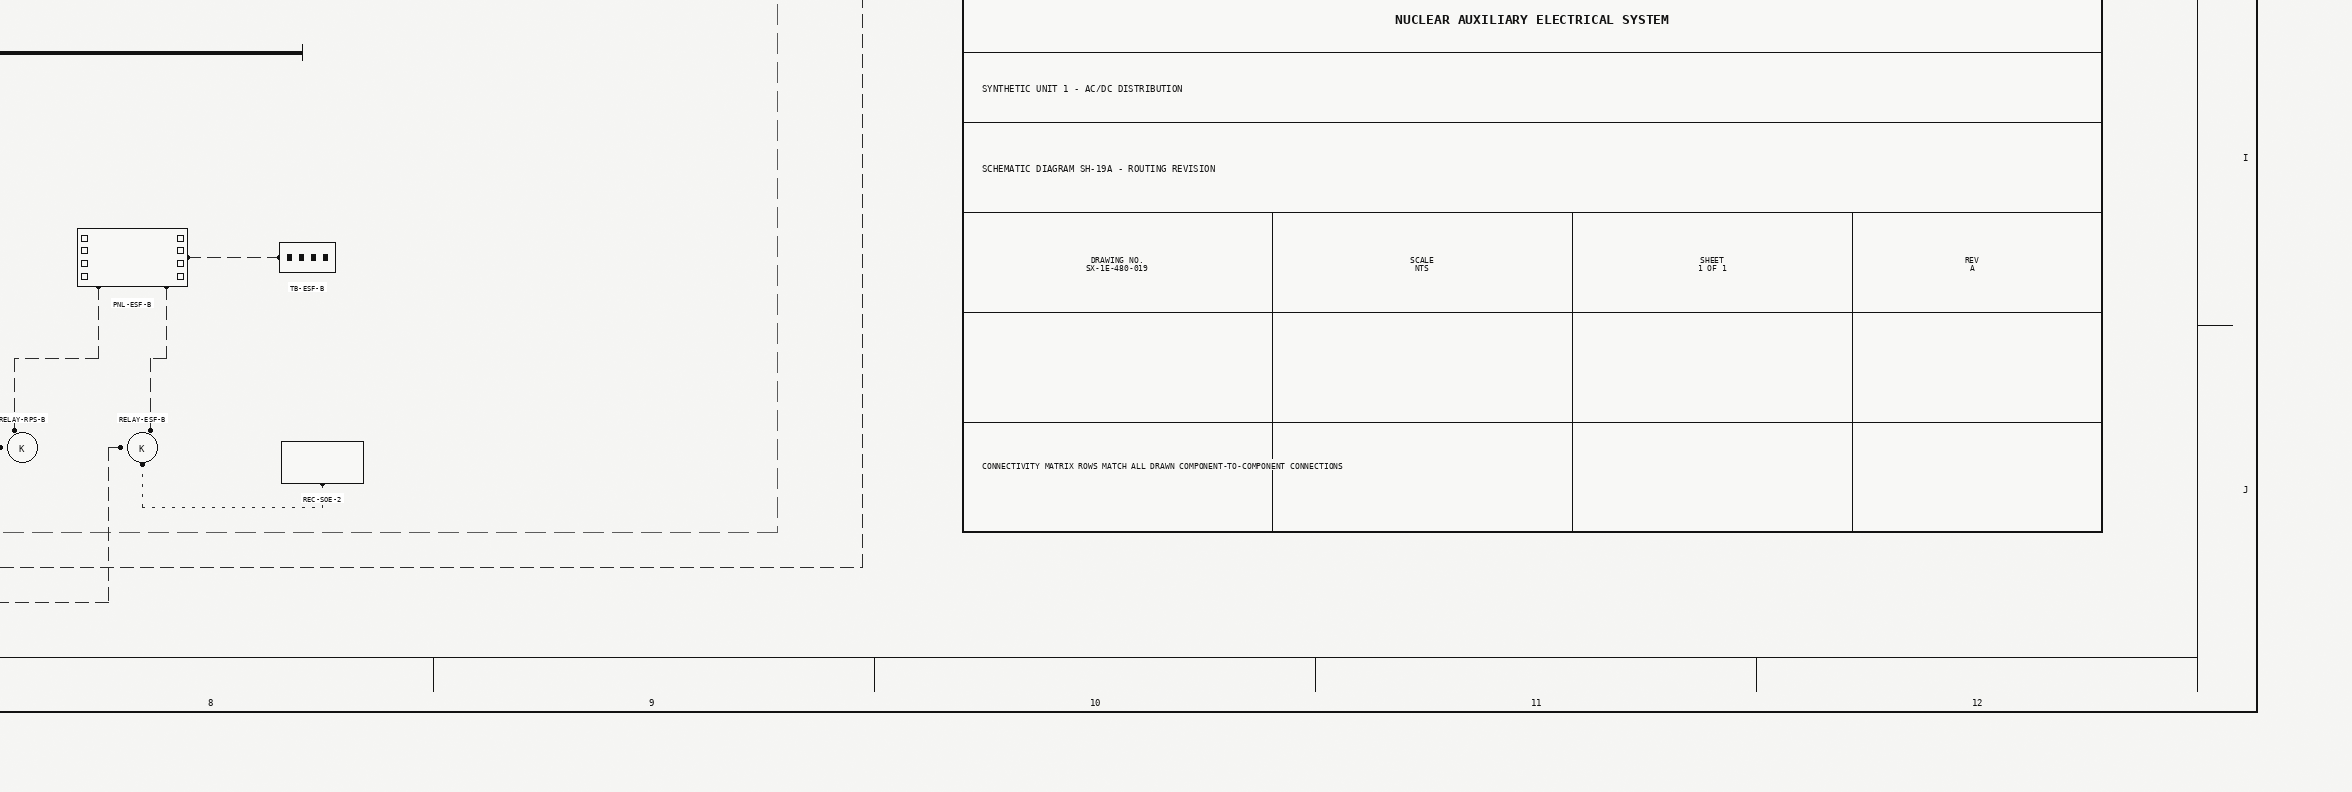 NUCLEAR AUXILIARY ELECTRICAL SYSTEM
SYNTHETIC UNIT 1 - AC/DC DISTRIBUTION
I
SCHEMATIC DIAGRAM SH-19A - ROUTING REVISION
DRAWING NO.
SX-1E-480-019
SCALE
NTS
SHEET
1 OF 1
REV
A
TB-ESF-B
PNL-ESF-B
RELAY-RPS-B
RELAY-ESF-B
K
K
CONNECTIVITY MATRIX ROWS MATCH ALL DRAWN COMPONENT-TO-COMPONENT CONNECTIONS
J
REC-SOE-2
8
9
10
11
12